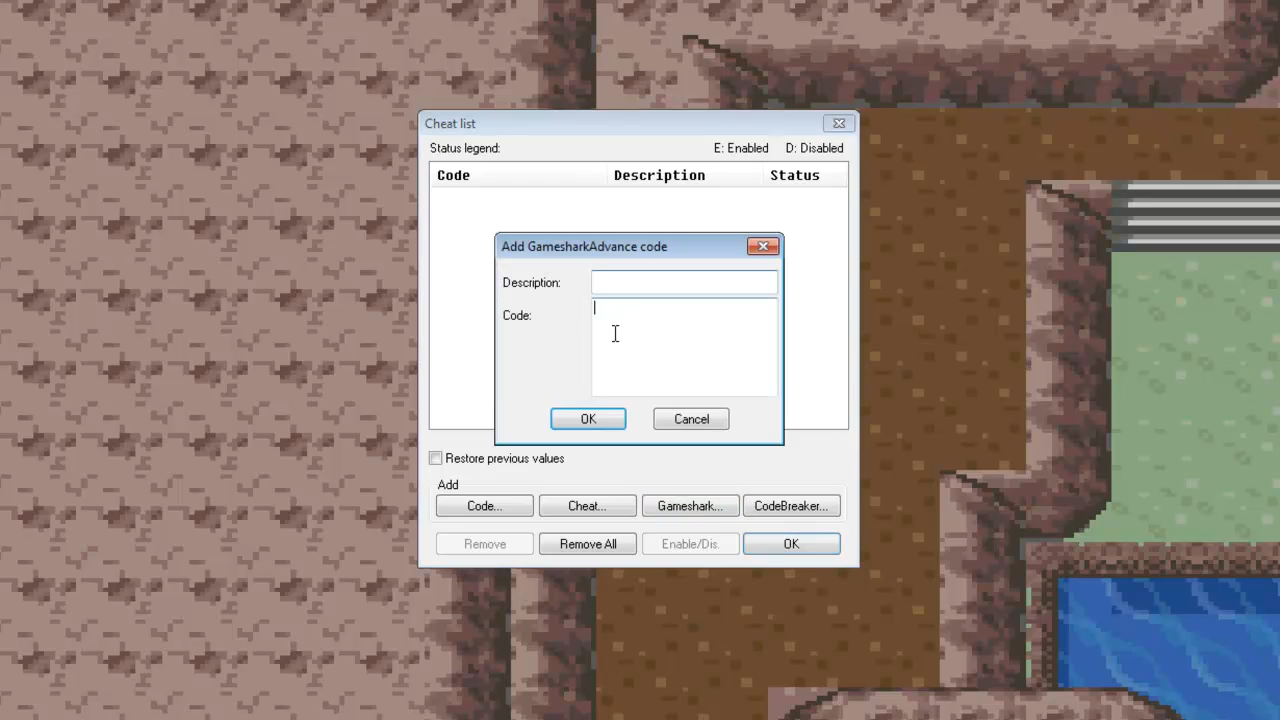 Cheat list
Status legend: E: Enabled D: Disabled
Code Description Status
Add GamesharkAdvance code
Description:
Code:
OK Cancel
Restore previous values
Add
Code... Cheat... Gameshark... CodeBreaker...
Remove Remove All Enable/Dis. OK